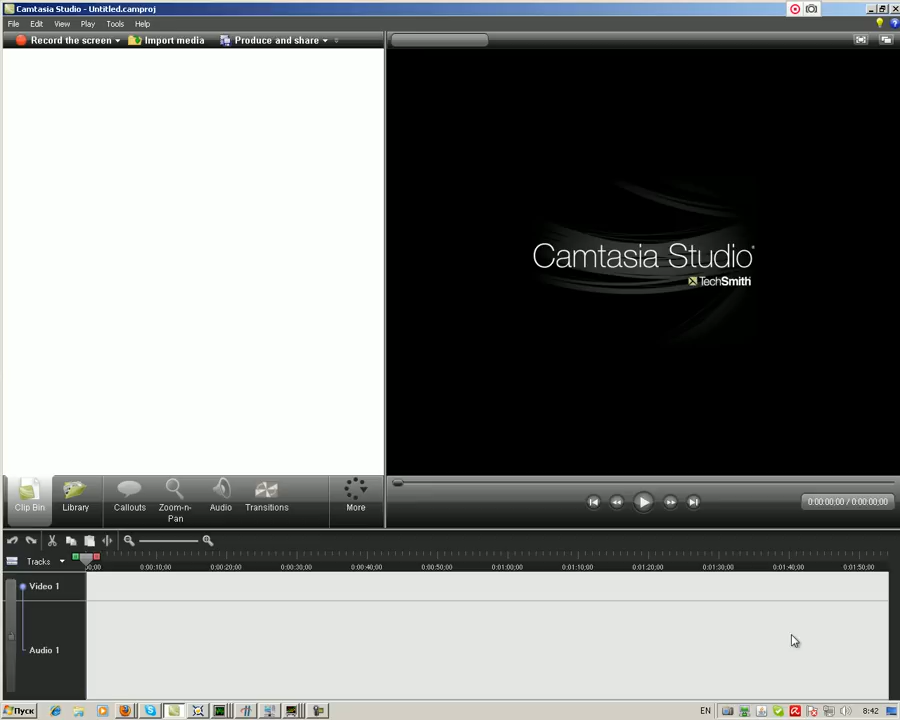 Camtasia Studio - Untitled.camproj
File Edit View Play Tools Help
Record the screen Import media Produce and share
Camtasia Studio
TechSmith
Clip Bin Library Callouts Zoom-n-Pan Audio Transitions More
0:00:00;00 / 0:00:00;00
Tracks 0:00:10;00 0:00:20;00 0:00:30;00 0:00:40;00 0:00:50;00 0:01:00;00 0:01:10;00 0:01:20;00 0:01:30;00 0:01:40;00 0:01:50;00
Video 1
Audio 1
Пуск EN 8:42